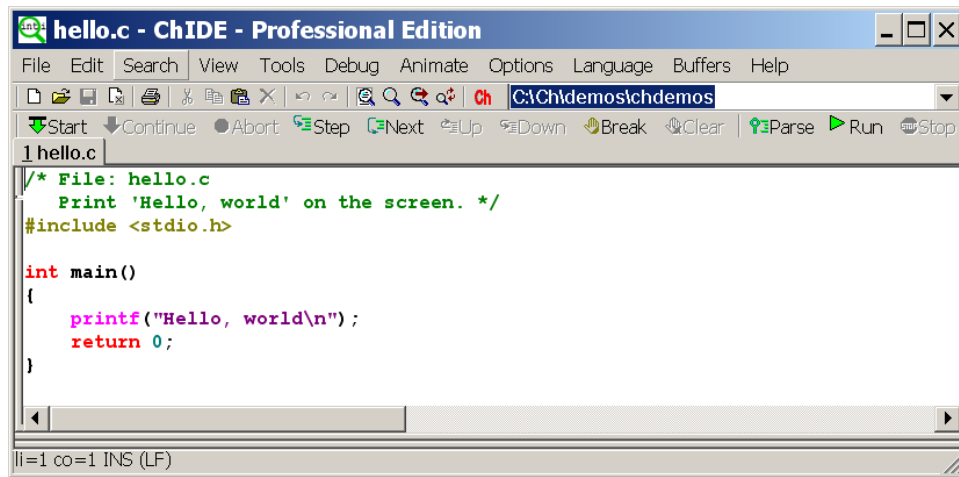 hello.c - ChIDE - Professional Edition
File Edit Search View Tools Debug Animate Options Language Buffers Help
Ch C:\Ch\demos\chdemos
Start Continue Abort Step Next Up Down Break Clear Parse Run Stop
1 hello.c
/* File: hello.c
   Print 'Hello, world' on the screen. */
#include <stdio.h>
int main()
{
    printf("Hello, world\n");
    return 0;
}
li=1 co=1 INS (LF)